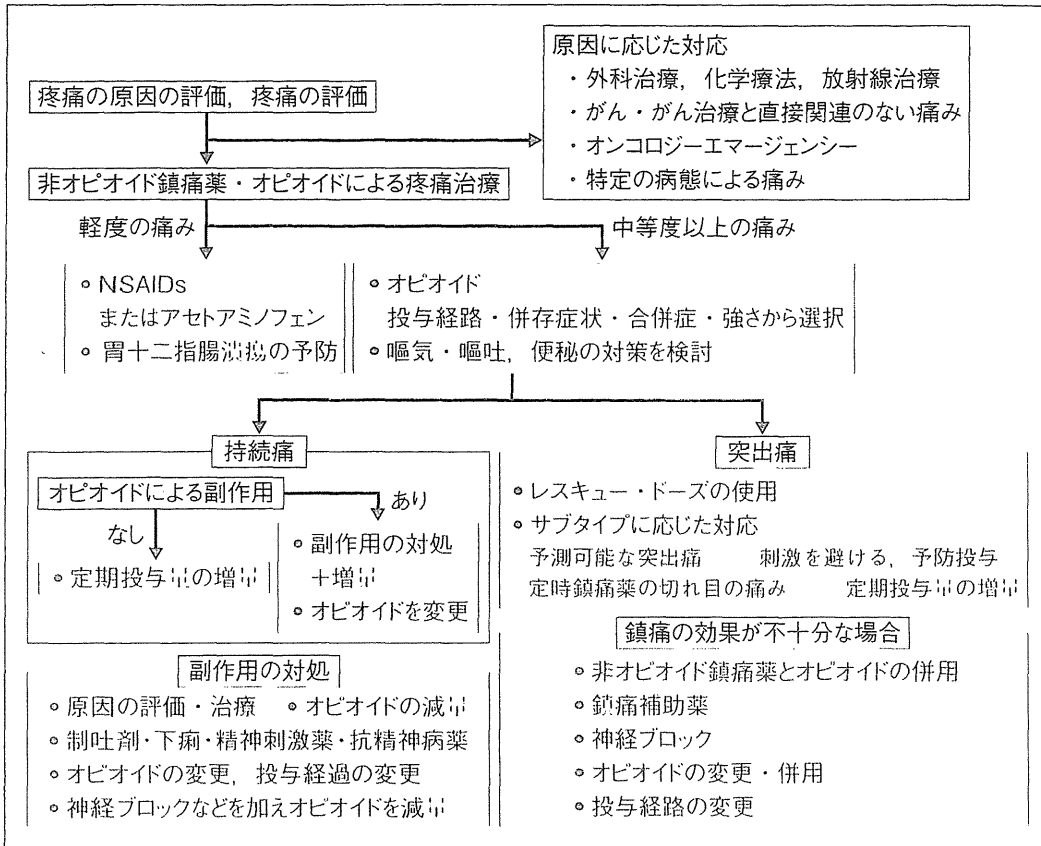 疼痛の原因の評価，疼痛の評価
原因に応じた対応
・外科治療，化学療法，放射線治療
・がん・がん治療と直接関連のない痛み
・オンコロジーエマージェンシー
・特定の病態による痛み
非オピオイド鎮痛薬・オピオイドによる疼痛治療
軽度の痛み
中等度以上の痛み
NSAIDs
またはアセトアミノフェン
胃十二指腸潰瘍の予防
オピオイド
投与経路・併存症状・合併症・強さから選択
嘔気・嘔吐，便秘の対策を検討
持続痛
オピオイドによる副作用
なし
あり
定期投与量の増量
副作用の対処
＋増量
オピオイドを変更
突出痛
レスキュー・ドーズの使用
サブタイプに応じた対応
予測可能な突出痛　刺激を避ける，予防投与
定時鎮痛薬の切れ目の痛み　定期投与量の増量
副作用の対処
原因の評価・治療　オピオイドの減量
制吐剤・下痢・精神刺激薬・抗精神病薬
オピオイドの変更，投与経過の変更
神経ブロックなどを加えオピオイドを減量
鎮痛の効果が不十分な場合
非オピオイド鎮痛薬とオピオイドの併用
鎮痛補助薬
神経ブロック
オピオイドの変更・併用
投与経路の変更